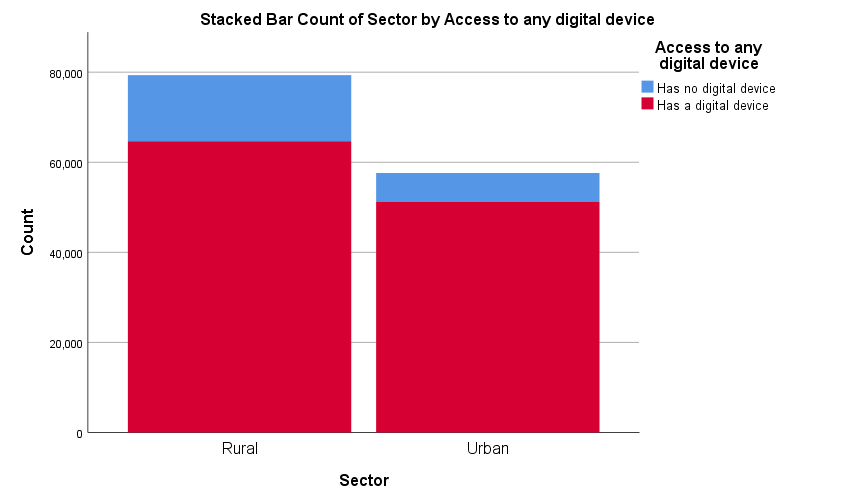 Stacked Bar Count of Sector by Access to any digital device
Access to any
digital device
Has no digital device
Has a digital device
Count
80,000
60,000
40,000
20,000
0
Rural
Urban
Sector